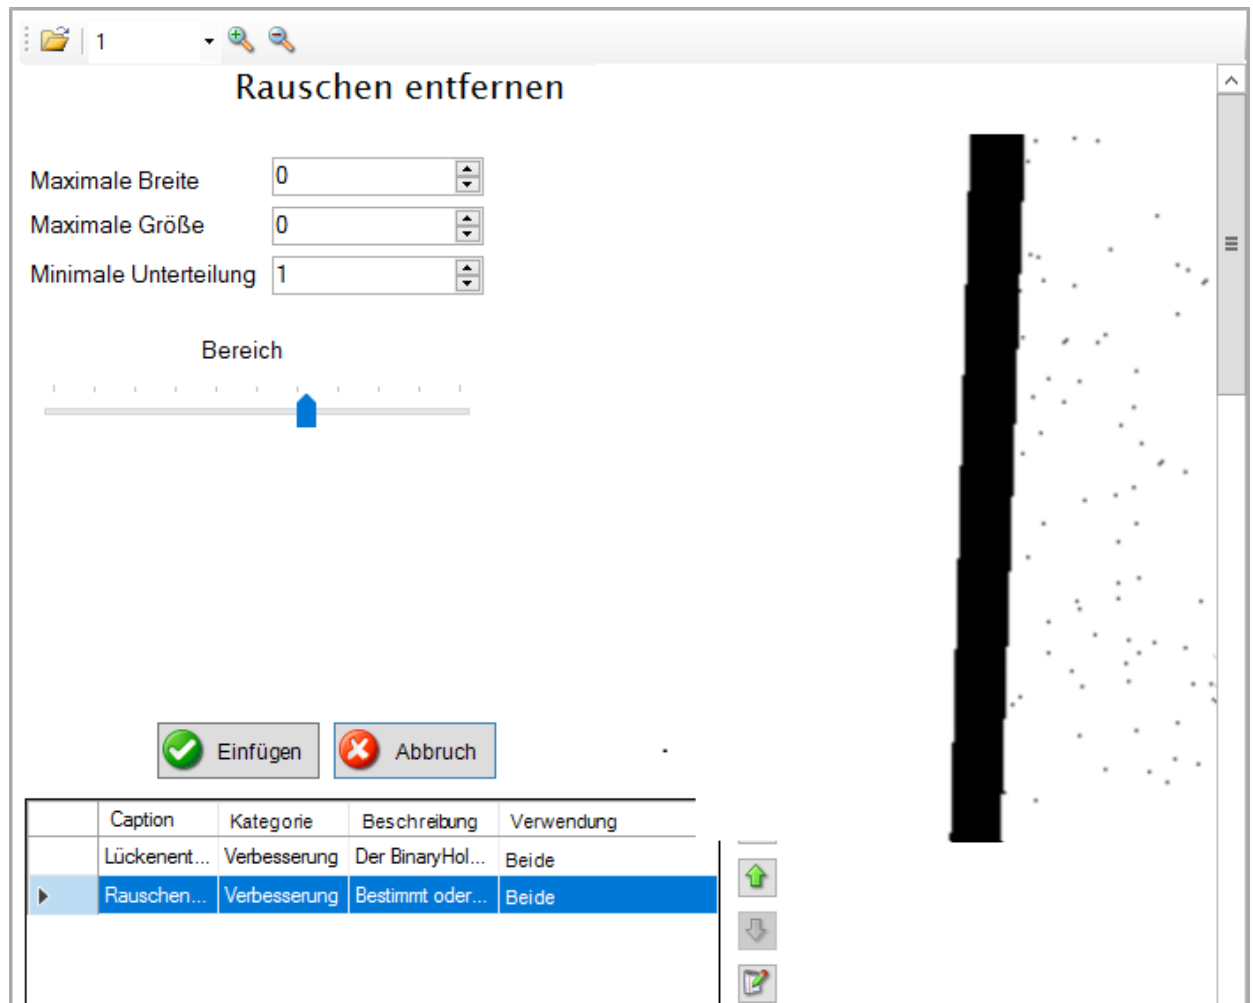 1
Rauschen entfernen
Maximale Breite 0
Maximale Größe 0
Minimale Unterteilung 1
Bereich
Einfügen Abbruch
Caption Kategorie Beschreibung Verwendung
Lückenent... Verbesserung Der BinaryHol... Beide
Rauschen... Verbesserung Bestimmt oder... Beide